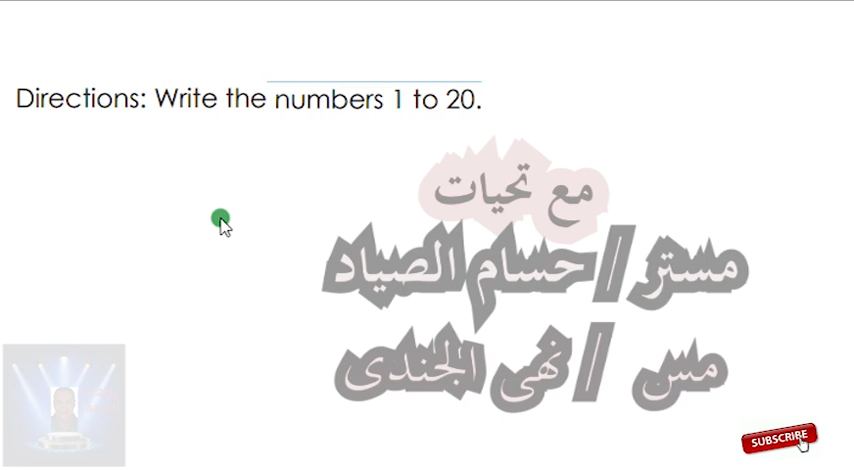 Directions: Write the numbers 1 to 20.
مع تحيات
مستر / حسام الصياد
مس / نهى الجندى
SUBSCRIBE